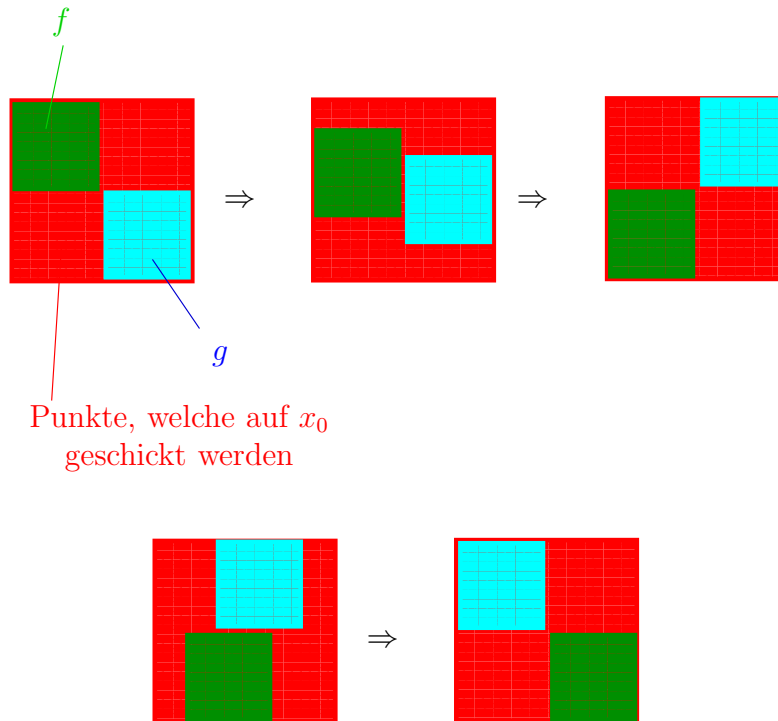 f
⇒ ⇒
g
Punkte, welche auf x₀
geschickt werden
⇒